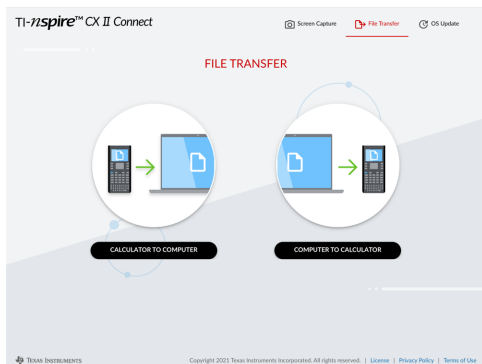 TI-nspire™ CX II Connect
Screen Capture
File Transfer
OS Update
FILE TRANSFER
CALCULATOR TO COMPUTER
COMPUTER TO CALCULATOR
TEXAS INSTRUMENTS
Copyright 2021 Texas Instruments Incorporated. All rights reserved. | License | Privacy Policy | Terms of Use